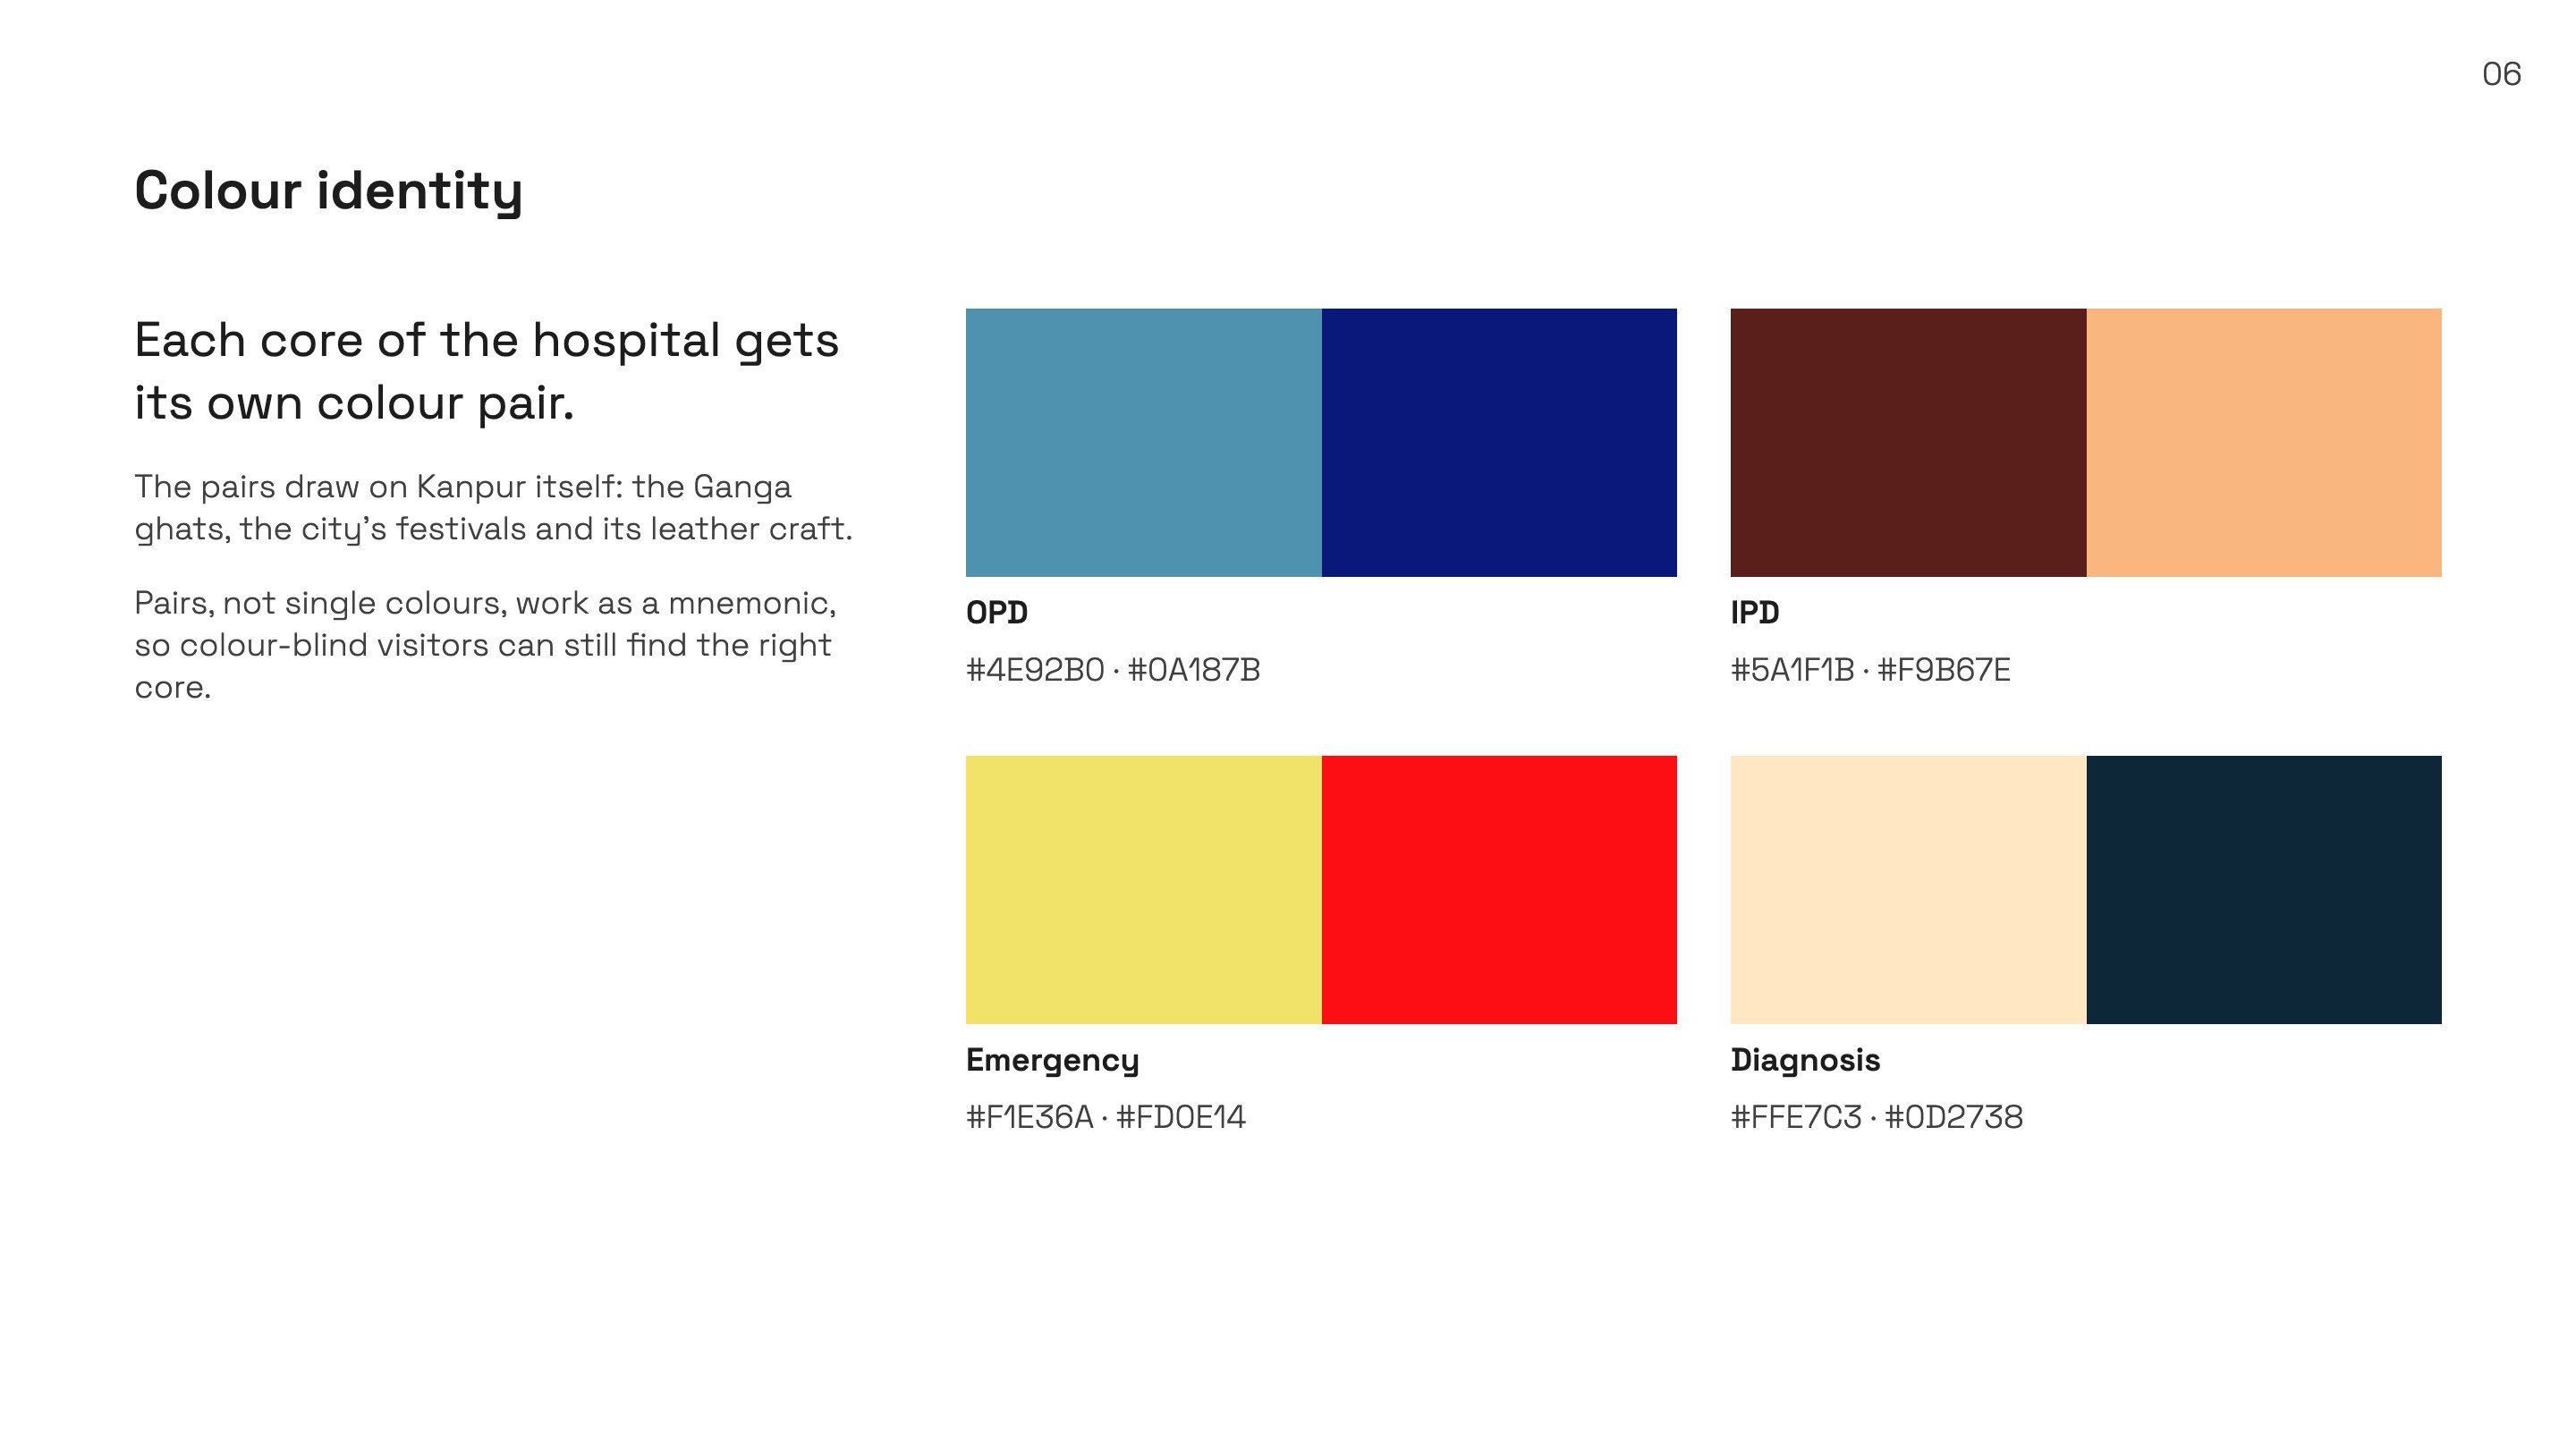 06
Colour identity
Each core of the hospital gets
its own colour pair.
The pairs draw on Kanpur itself: the Ganga
ghats, the city’s festivals and its leather craft.
Pairs, not single colours, work as a mnemonic,
so colour-blind visitors can still find the right
core.
OPD
#4E92B0 · #0A187B
IPD
#5A1F1B · #F9B67E
Emergency
#F1E36A · #FD0E14
Diagnosis
#FFE7C3 · #0D2738